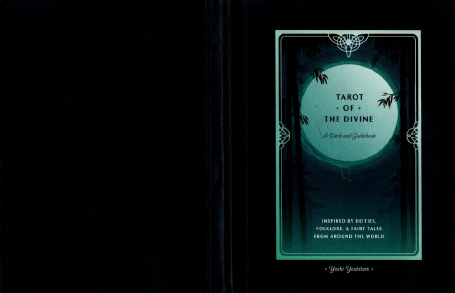 TAROT
OF
THE DIVINE
A Deck and Guidebook
INSPIRED BY DEITIES,
FOLKLORE, & FAIRY TALES
FROM AROUND THE WORLD
Yoshi Yoshitani